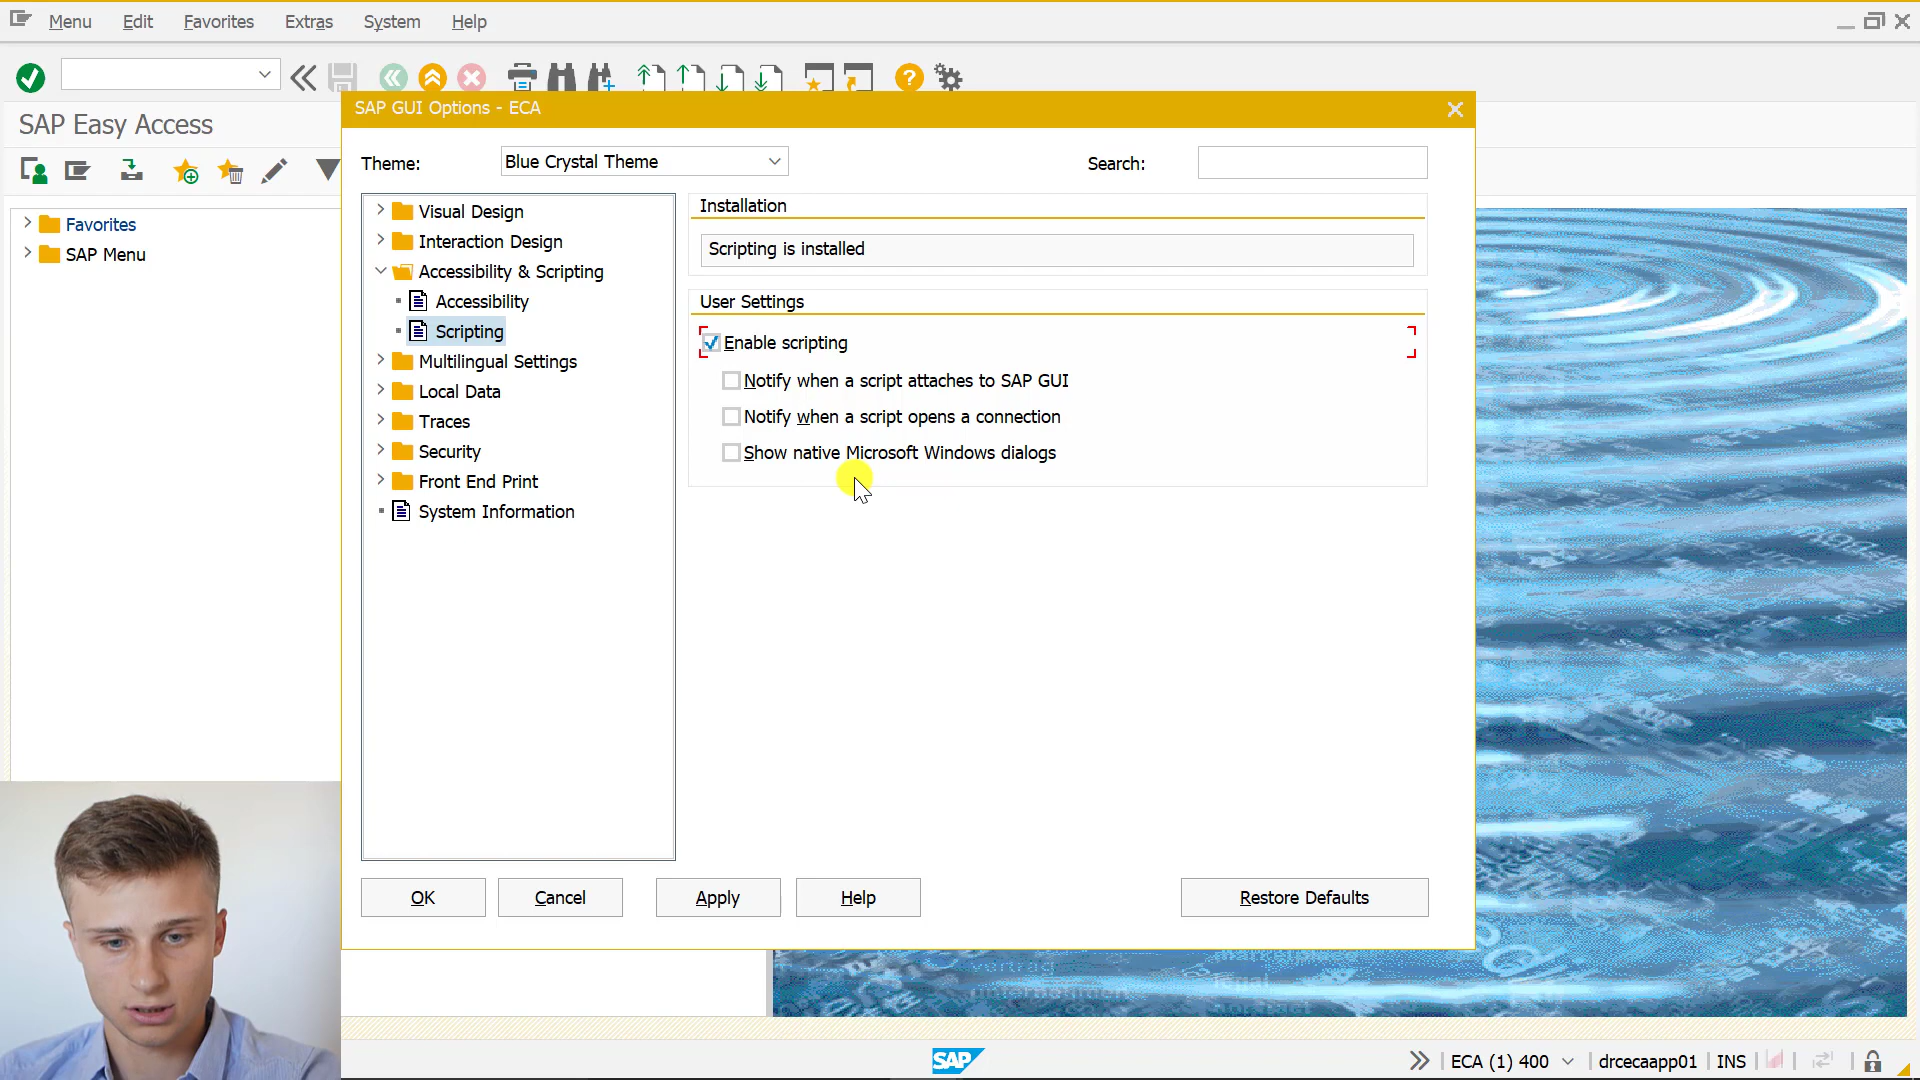 Menu Edit Favorites Extras System Help
SAP GUI Options - ECA
SAP Easy Access
Theme: Blue Crystal Theme Search:
Favorites
SAP Menu
Visual Design
Interaction Design
Accessibility & Scripting
Accessibility
Scripting
Multilingual Settings
Local Data
Traces
Security
Front End Print
System Information
Installation
Scripting is installed
User Settings
Enable scripting
Notify when a script attaches to SAP GUI
Notify when a script opens a connection
Show native Microsoft Windows dialogs
OK Cancel Apply Help Restore Defaults
SAP ECA (1) 400 drcecaapp01 INS